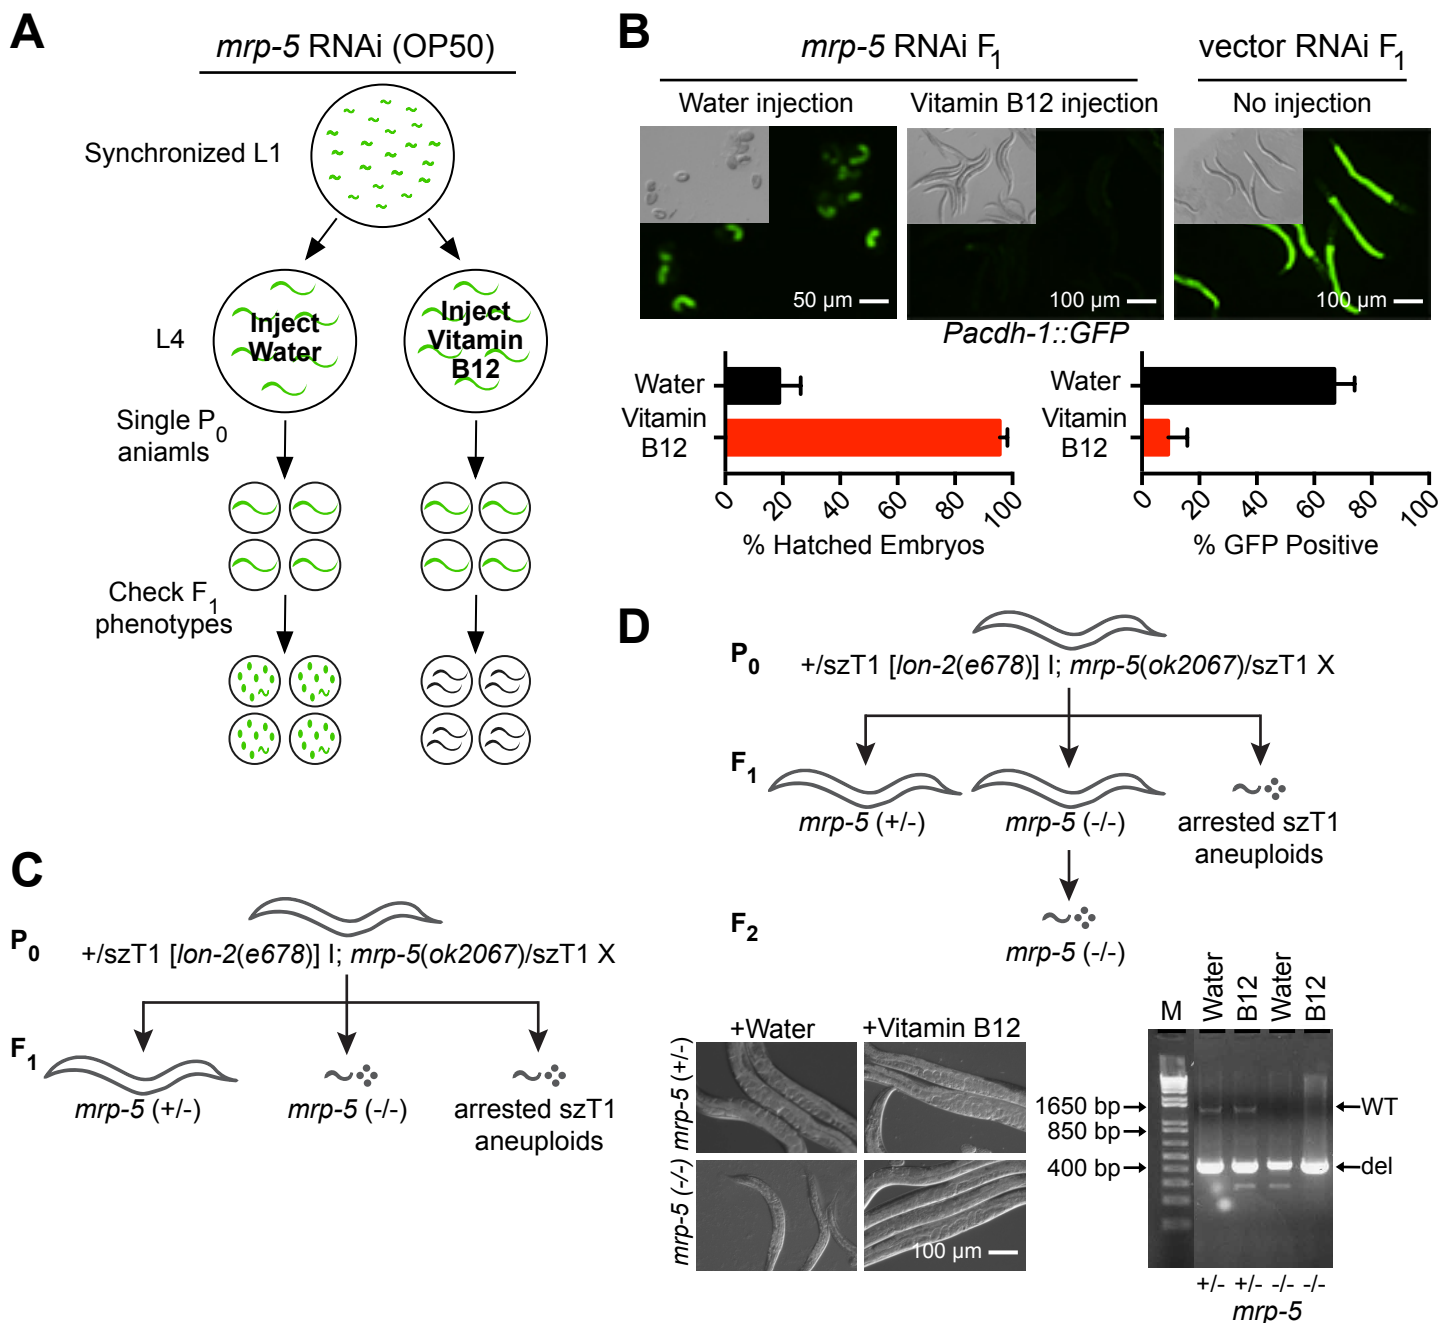 A
mrp-5 RNAi (OP50)
Synchronized L1
L4
Inject
Water
Inject
Vitamin
B12
Single P0
aniamls
Check F1
phenotypes
B
mrp-5 RNAi F1
vector RNAi F1
Water injection
Vitamin B12 injection
No injection
50 µm
100 µm
100 µm
Pacdh-1::GFP
Water
Vitamin
B12
0
20
40
60
80
100
% Hatched Embryos
Water
Vitamin
B12
0
20
40
60
80
100
% GFP Positive
C
P0
+/szT1 [lon-2(e678)] I; mrp-5(ok2067)/szT1 X
F1
mrp-5 (+/-)
mrp-5 (-/-)
arrested szT1
aneuploids
D
P0
+/szT1 [lon-2(e678)] I; mrp-5(ok2067)/szT1 X
F1
mrp-5 (+/-)
mrp-5 (-/-)
arrested szT1
aneuploids
F2
mrp-5 (-/-)
+Water
+Vitamin B12
mrp-5 (+/-)
mrp-5 (-/-)
100 µm
M
Water
B12
Water
B12
1650 bp
850 bp
400 bp
WT
del
+/- +/- -/- -/-
mrp-5